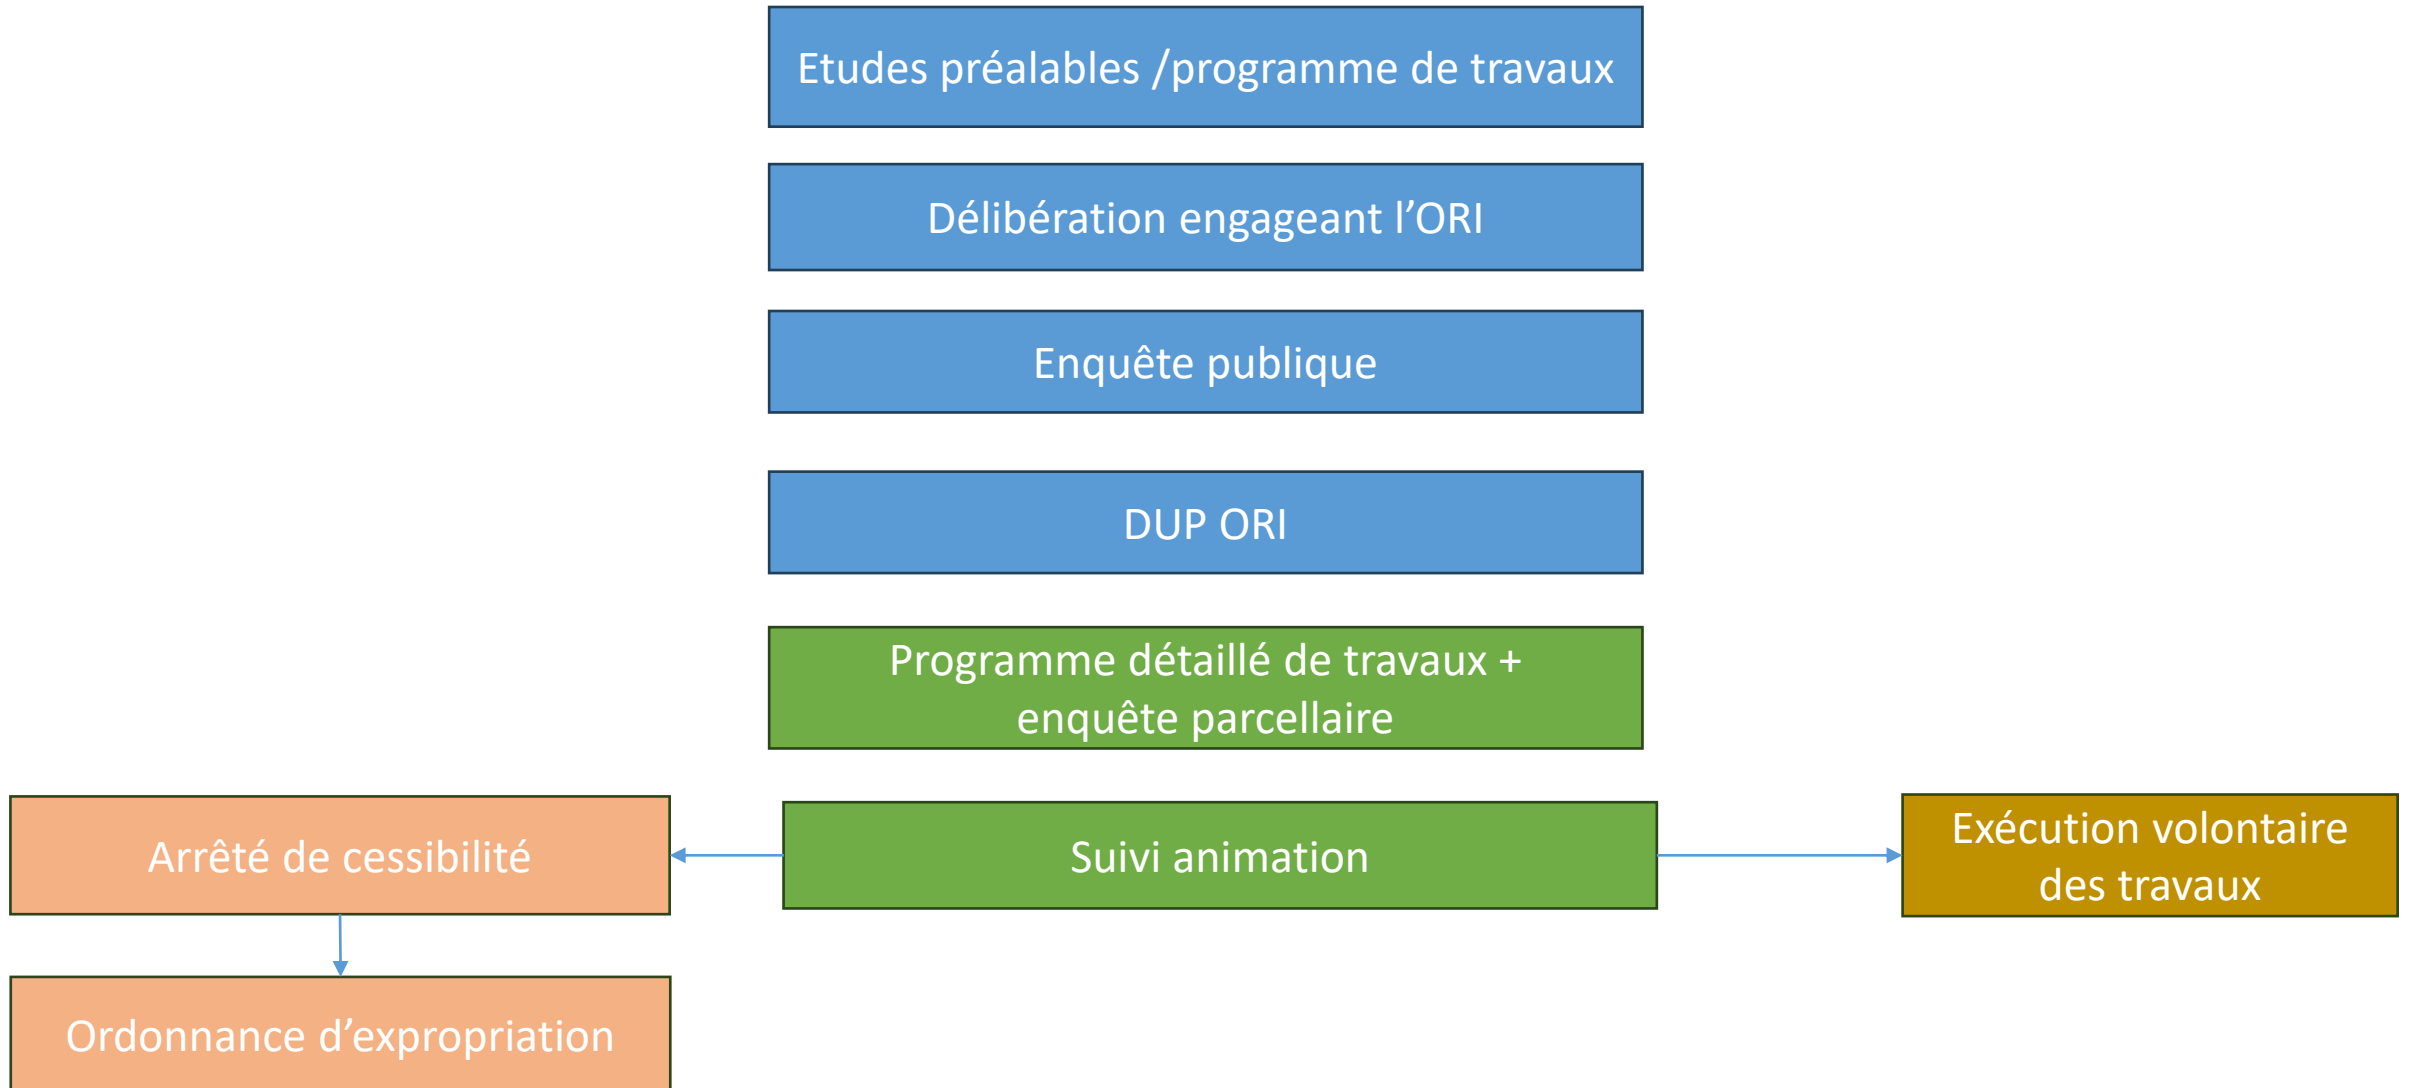 Etudes préalables /programme de travaux
Délibération engageant l’ORI
Enquête publique
DUP ORI
Programme détaillé de travaux +
enquête parcellaire
Arrêté de cessibilité
Suivi animation
Exécution volontaire
des travaux
Ordonnance d’expropriation